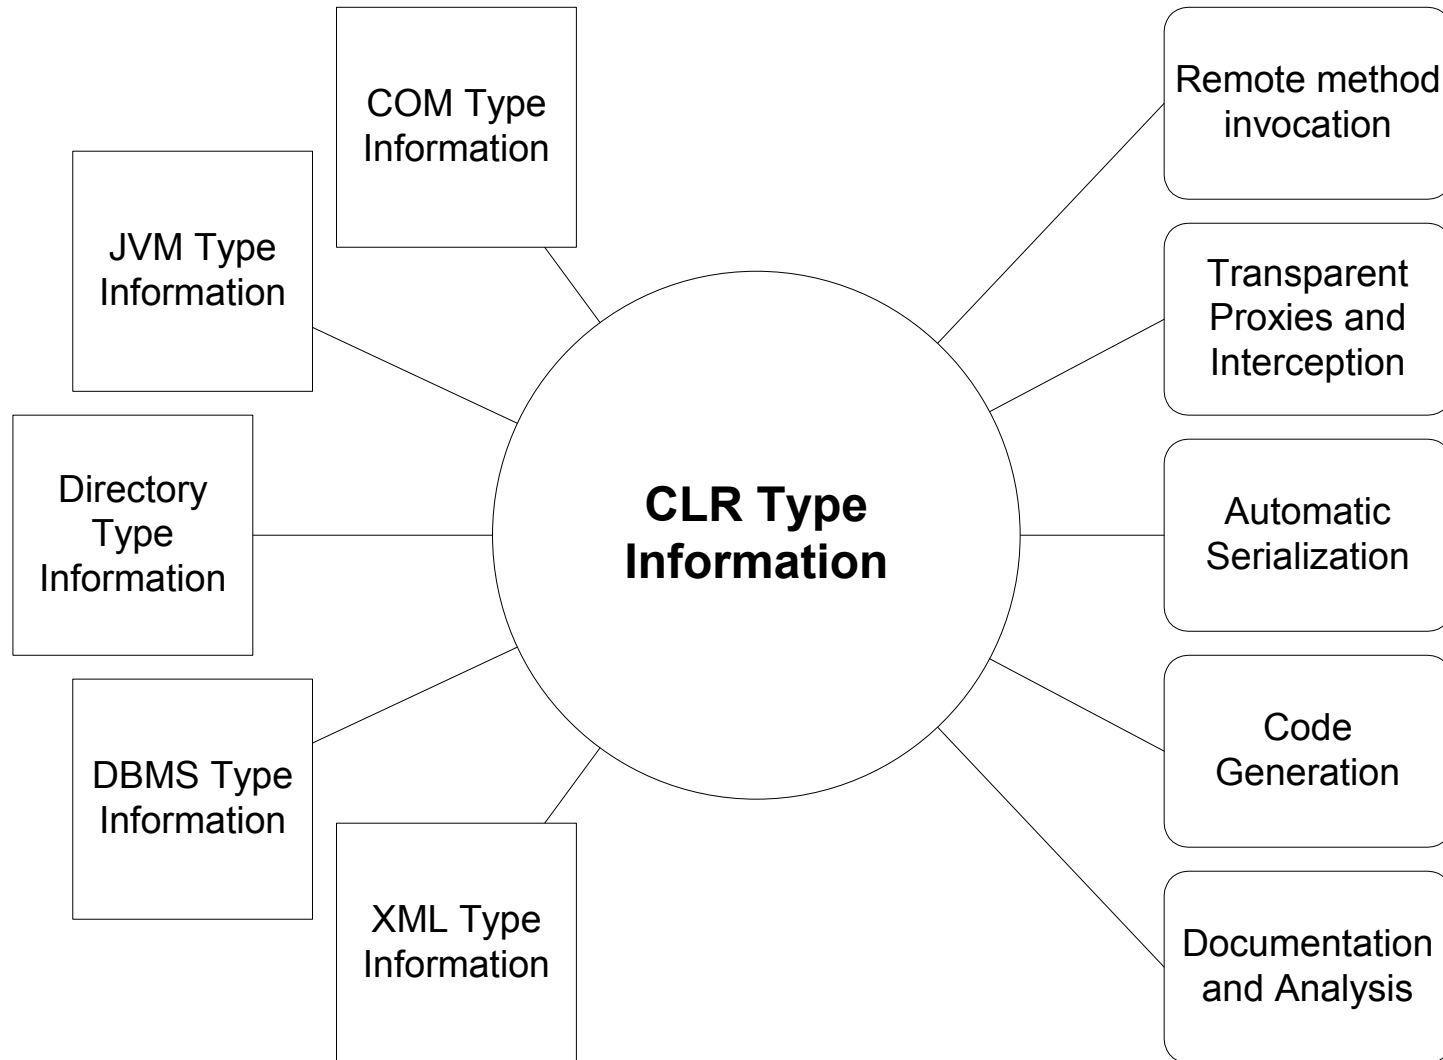 COM Type
Information
JVM Type
Information
Directory
Type
Information
DBMS Type
Information
XML Type
Information
CLR Type
Information
Remote method
invocation
Transparent
Proxies and
Interception
Automatic
Serialization
Code
Generation
Documentation
and Analysis